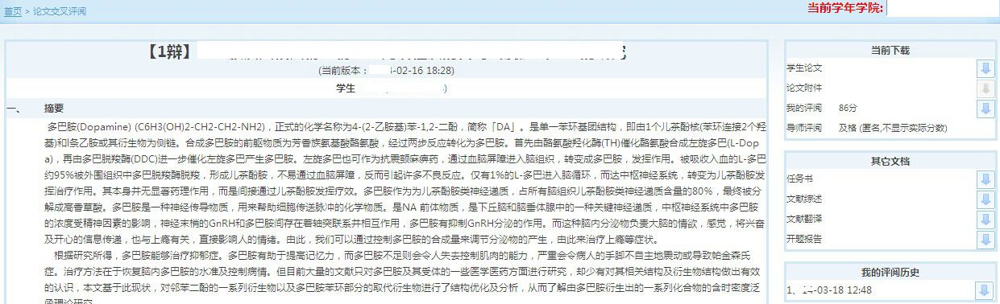 首页 > 论文交叉评阅
当前学年学院:
【1辩】
(当前版本： -02-16 18:28)
学生
一、 摘要
多巴胺(Dopamine) (C6H3(OH)2-CH2-CH2-NH2)，正式的化学名称为4-(2-乙胺基)苯-1,2-二酚，简称「DA」。是单一苯环基团结构，即由1个儿茶酚核(苯环连接2个羟
基)和l条乙胺或其衍生物为侧链。合成多巴胺的前躯物质为芳香族氨基酸酪氨酸，经过两步反应转化为多巴胺。首先由酪氨酸羟化酶(TH)催化酪氨酸合成左旋多巴(L-Dop
a)，再由多巴脱羧酶(DDC)进一步催化左旋多巴产生多巴胺。左旋多巴也可作为抗震颤麻痹药，通过血脑屏障进入脑组织，转变成多巴胺，发挥作用。被吸收入血的L-多巴
约95%被外围组织中多巴脱羧酶脱羧，形成儿茶酚胺，不易通过血脑屏障，反而引起许多不良反应。仅有1%的L-多巴进入脑循环，而达中枢神经系统，转变为儿茶酚胺发
挥治疗作用。其本身并无显著药理作用，而是间接通过儿茶酚胺发挥疗效。多巴胺作为为儿茶酚胺类神经递质，占所有脑组织儿茶酚胺类神经递质含量的80%，最终被分
解成高香草酸。多巴胺是一种神经传导物质，用来帮助细胞传送脉冲的化学物质。是NA 前体物质，是下丘脑和脑垂体腺中的一种关键神经递质，中枢神经系统中多巴胺
的浓度受精神因素的影响，神经末梢的GnRH和多巴胺间存在着轴突联系并相互作用，多巴胺有抑制GnRH分泌的作用。而这种脑内分泌物负责大脑的情欲，感觉，将兴奋
及开心的信息传递，也与上瘾有关，直接影响人的情绪。由此，我们可以通过控制多巴胺的合成量来调节分泌物的产生，由此来治疗上瘾等症状。
根据研究所得，多巴胺能够治疗抑郁症。多巴胺有助于提高记忆力，而多巴胺不足则会令人失去控制肌肉的能力，严重会令病人的手脚不自主地震动或导致帕金森氏
症。治疗方法在于恢复脑内多巴胺的水准及控制病情。但目前大量的文献只对多巴胺及其受体的一些医学医药方面进行研究，却少有对其相关结构及衍生物结构做出有效
的认识，本文基于此现状，对邻苯二酚的一系列衍生物以及多巴胺苯环部分的取代衍生物进行了结构优化及分析，从而了解由多巴胺衍生出的一系列化合物的含时密度泛
函理论研究
当前下载
学生论文
论文附件
我的评阅 86分
导师评阅 及格 (匿名,不显示实际分数)
其它文档
任务书
文献综述
文献翻译
开题报告
我的评阅历史
1、14-03-18 12:48